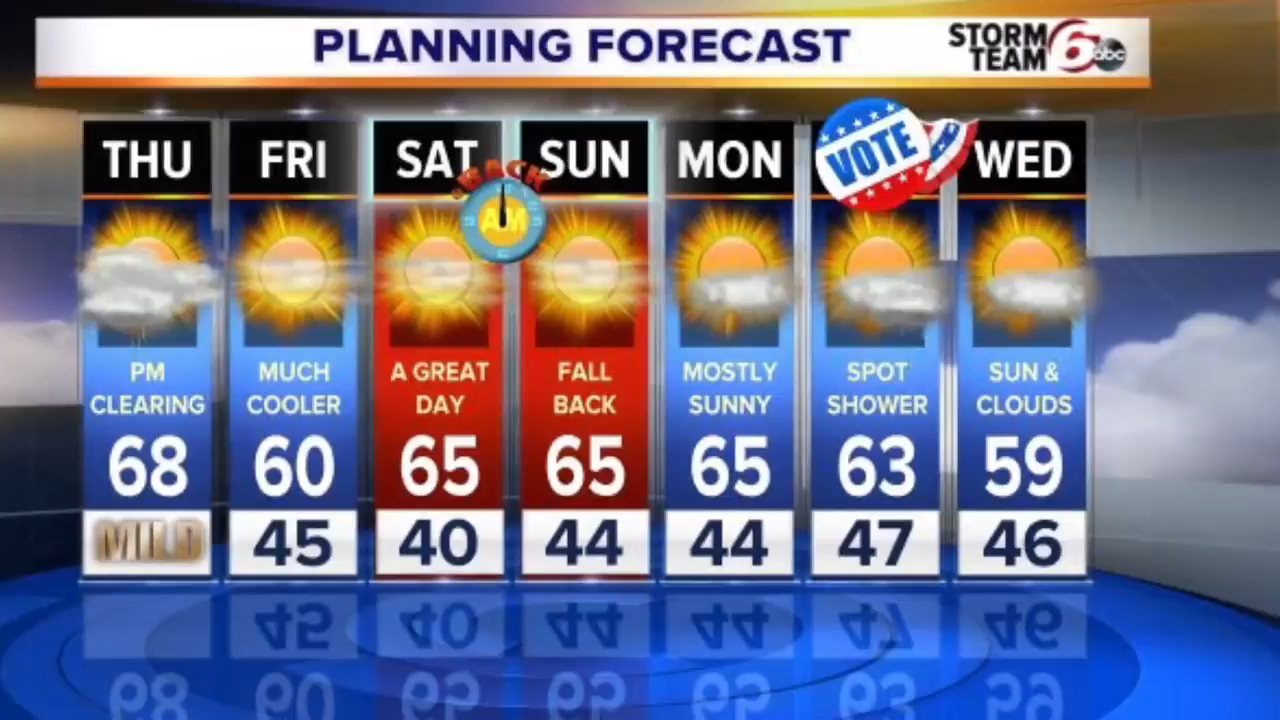 PLANNING FORECAST
STORM
TEAM 6 abc
THU FRI SAT SUN MON VOTE WED
BACK
AM
PM
CLEARING
68
MILD
MUCH
COOLER
60
45
A GREAT
DAY
65
40
FALL
BACK
65
44
MOSTLY
SUNNY
65
44
SPOT
SHOWER
63
47
SUN &
CLOUDS
59
46